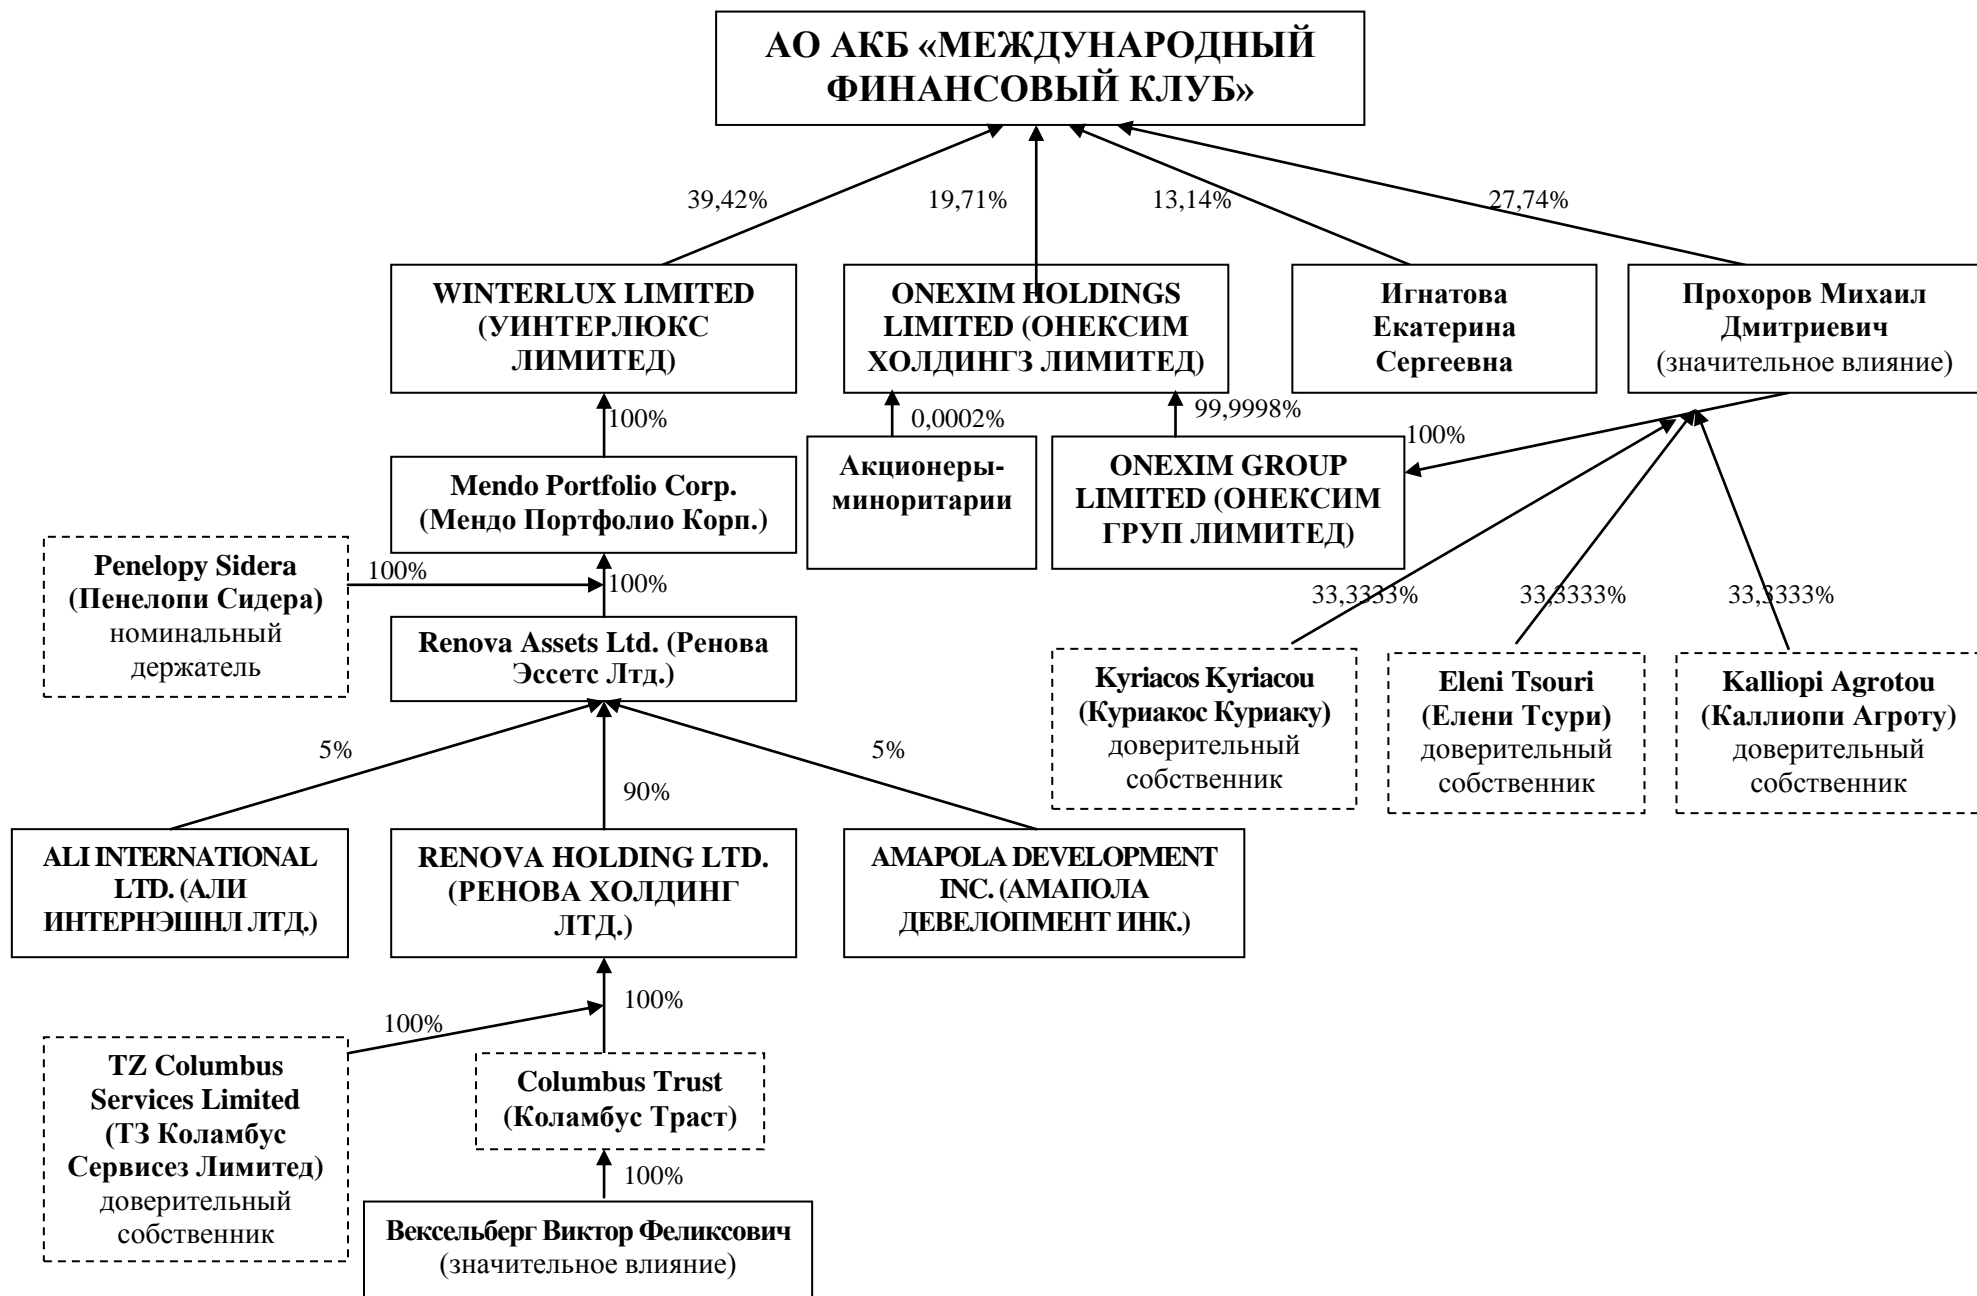 АО АКБ «МЕЖДУНАРОДНЫЙ
ФИНАНСОВЫЙ КЛУБ»
39,42%
19,71%
13,14%
27,74%
WINTERLUX LIMITED
(УИНТЕРЛЮКС
ЛИМИТЕД)
ONEXIM HOLDINGS
LIMITED (ОНЕКСИМ
ХОЛДИНГЗ ЛИМИТЕД)
Игнатова
Екатерина
Сергеевна
Прохоров Михаил
Дмитриевич
(значительное влияние)
100%
0,0002%
99,9998%
100%
Mendo Portfolio Corp.
(Мендо Портфолио Корп.)
Акционеры-
миноритарии
ONEXIM GROUP
LIMITED (ОНЕКСИМ
ГРУП ЛИМИТЕД)
Penelopy Sidera
(Пенелопи Сидера)
номинальный
держатель
100%
100%
33,3333%
33,3333%
33,3333%
Renova Assets Ltd. (Ренова
Эссетс Лтд.)
Kyriacos Kyriacou
(Куриакос Куриаку)
доверительный
собственник
Eleni Tsouri
(Елени Тсури)
доверительный
собственник
Kalliopi Agrotou
(Каллиопи Агроту)
доверительный
собственник
5%
90%
5%
ALI INTERNATIONAL
LTD. (АЛИ
ИНТЕРНЭШНЛ ЛТД.)
RENOVA HOLDING LTD.
(РЕНОВА ХОЛДИНГ
ЛТД.)
AMAPOLA DEVELOPMENT
INC. (АМАПОЛА
ДЕВЕЛОПМЕНТ ИНК.)
100%
100%
TZ Columbus
Services Limited
(ТЗ Коламбус
Сервисез Лимитед)
доверительный
собственник
Columbus Trust
(Коламбус Траст)
100%
Вексельберг Виктор Феликсович
(значительное влияние)